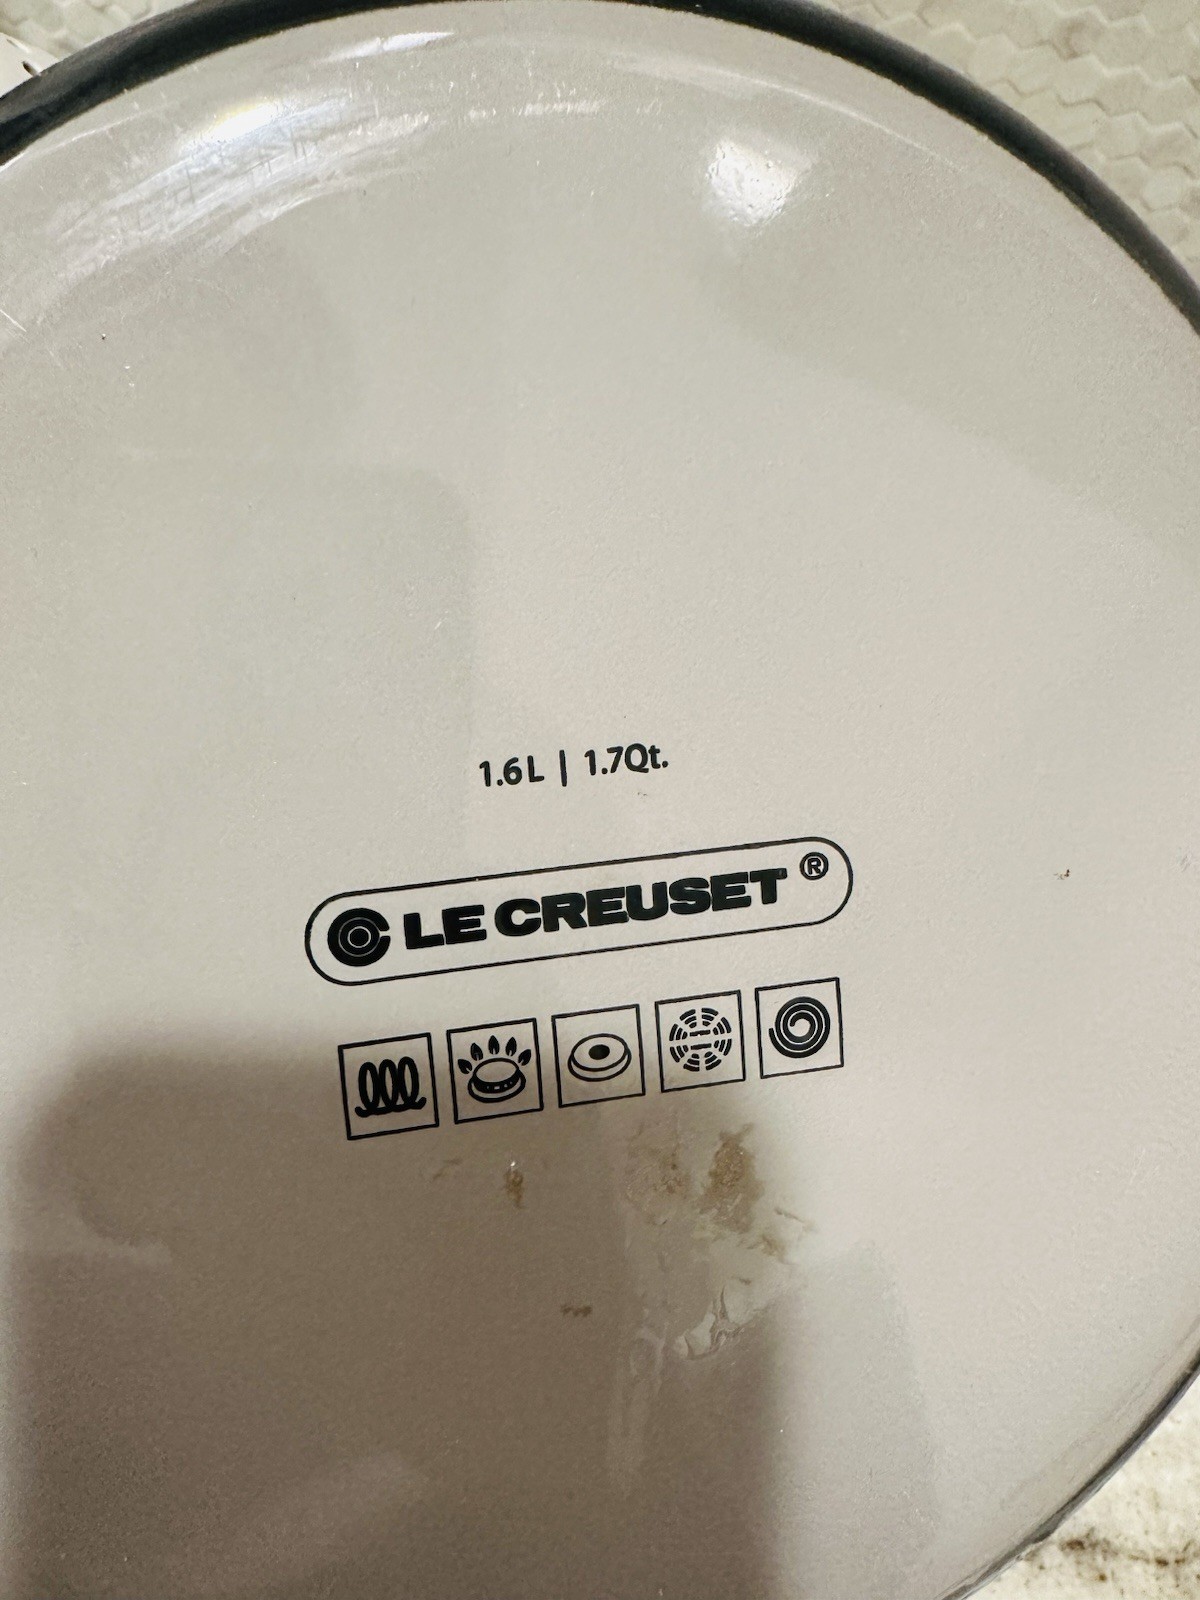 1.6L | 1.7Qt.
LE CREUSET ®